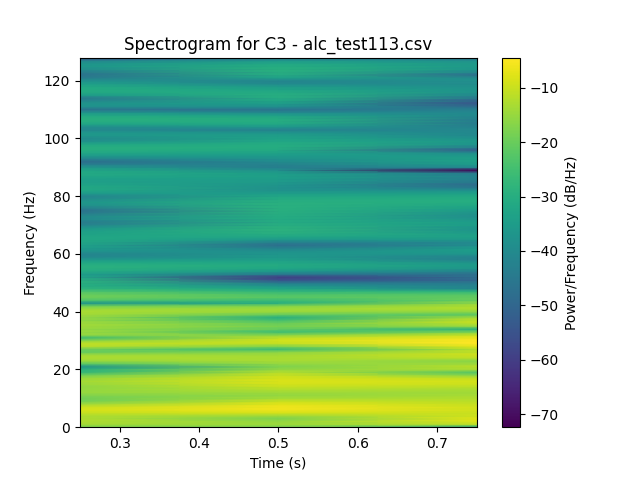 Spectrogram for C3 - alc_test113.csv
120
100
80
60
40
20
0
Frequency (Hz)
0.3 0.4 0.5 0.6 0.7
Time (s)
−10
−20
−30
−40
−50
−60
−70
Power/Frequency (dB/Hz)